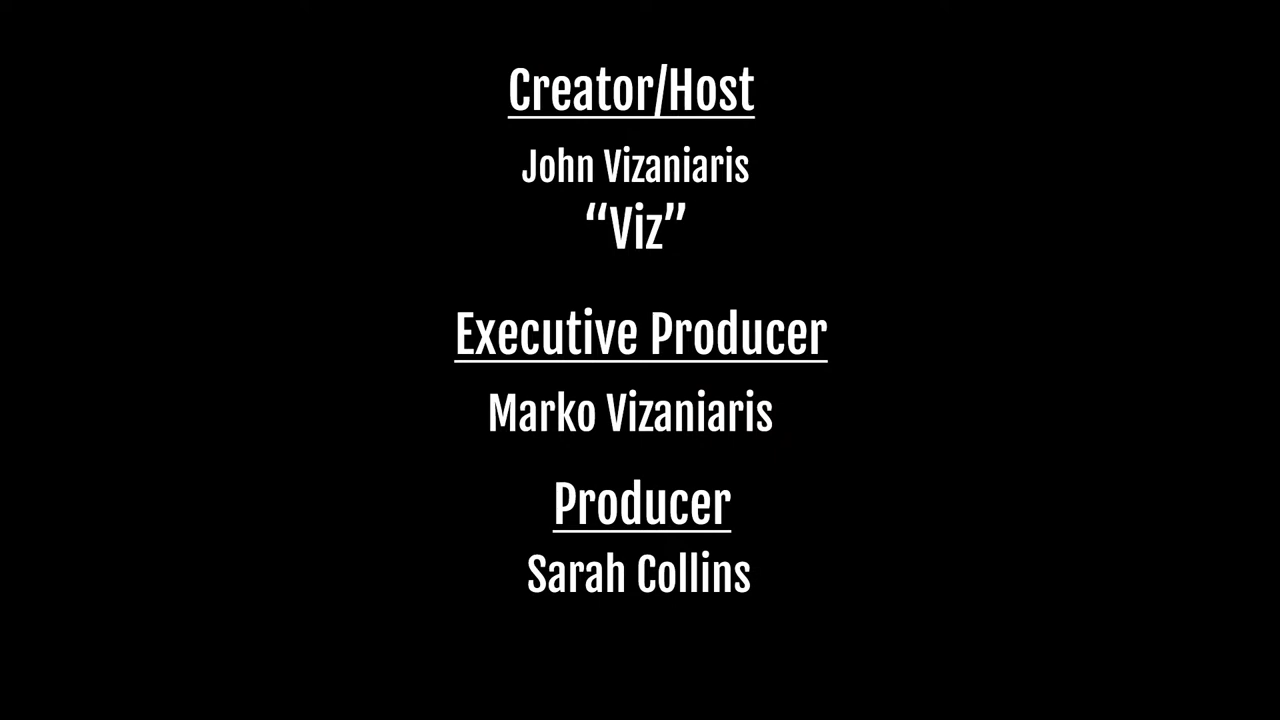 Creator/Host
John Vizaniaris
“Viz”
Executive Producer
Marko Vizaniaris
Producer
Sarah Collins